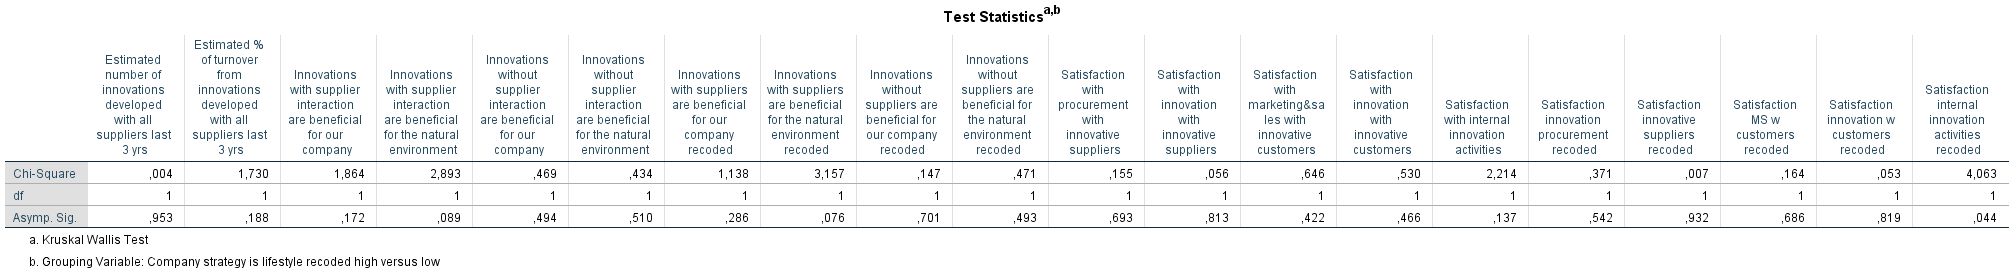 Test Statistics a,b
Estimated number of innovations developed with all suppliers last 3 yrs
Estimated % of turnover from innovations developed with all suppliers last 3 yrs
Innovations with supplier interaction are beneficial for our company
Innovations with supplier interaction are beneficial for the natural environment
Innovations without supplier interaction are beneficial for our company
Innovations without supplier interaction are beneficial for the natural environment
Innovations with suppliers are beneficial for our company recoded
Innovations with suppliers are beneficial for the natural environment recoded
Innovations without suppliers are beneficial for our company recoded
Innovations without suppliers are beneficial for the natural environment recoded
Satisfaction with procurement with innovative suppliers
Satisfaction with innovation with innovative suppliers
Satisfaction with marketing&sa les with innovative customers
Satisfaction with innovation with innovative customers
Satisfaction with internal innovation activities
Satisfaction innovation procurement recoded
Satisfaction innovative suppliers recoded
Satisfaction MS w customers recoded
Satisfaction innovation w customers recoded
Satisfaction internal innovation activities recoded
Chi-Square ,004 1,730 1,864 2,893 ,469 ,434 1,138 3,157 ,147 ,471 ,155 ,056 ,646 ,530 2,214 ,371 ,007 ,164 ,053 4,063
df 1 1 1 1 1 1 1 1 1 1 1 1 1 1 1 1 1 1 1 1
Asymp. Sig. ,953 ,188 ,172 ,089 ,494 ,510 ,286 ,076 ,701 ,493 ,693 ,813 ,422 ,466 ,137 ,542 ,932 ,686 ,819 ,044
a. Kruskal Wallis Test
b. Grouping Variable: Company strategy is lifestyle recoded high versus low